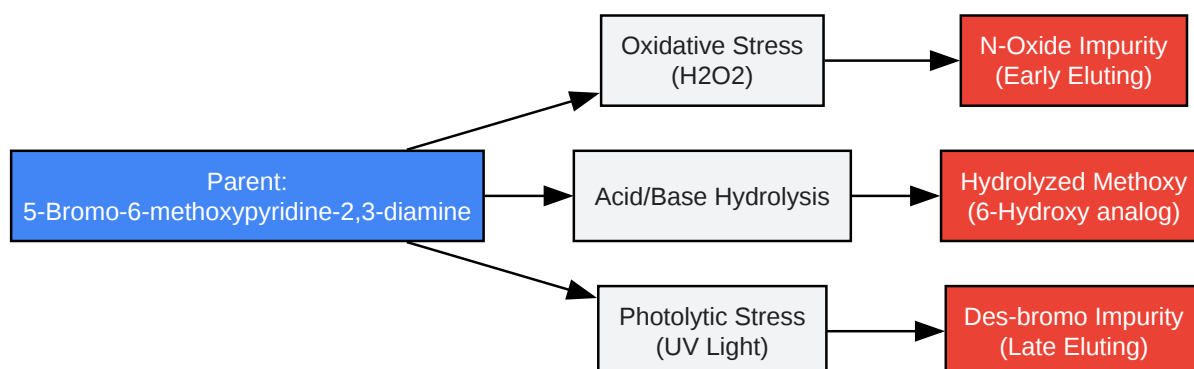 Parent:
5-Bromo-6-methoxypyridine-2,3-diamine
Oxidative Stress
(H2O2)
N-Oxide Impurity
(Early Eluting)
Acid/Base Hydrolysis
Hydrolyzed Methoxy
(6-Hydroxy analog)
Photolytic Stress
(UV Light)
Des-bromo Impurity
(Late Eluting)